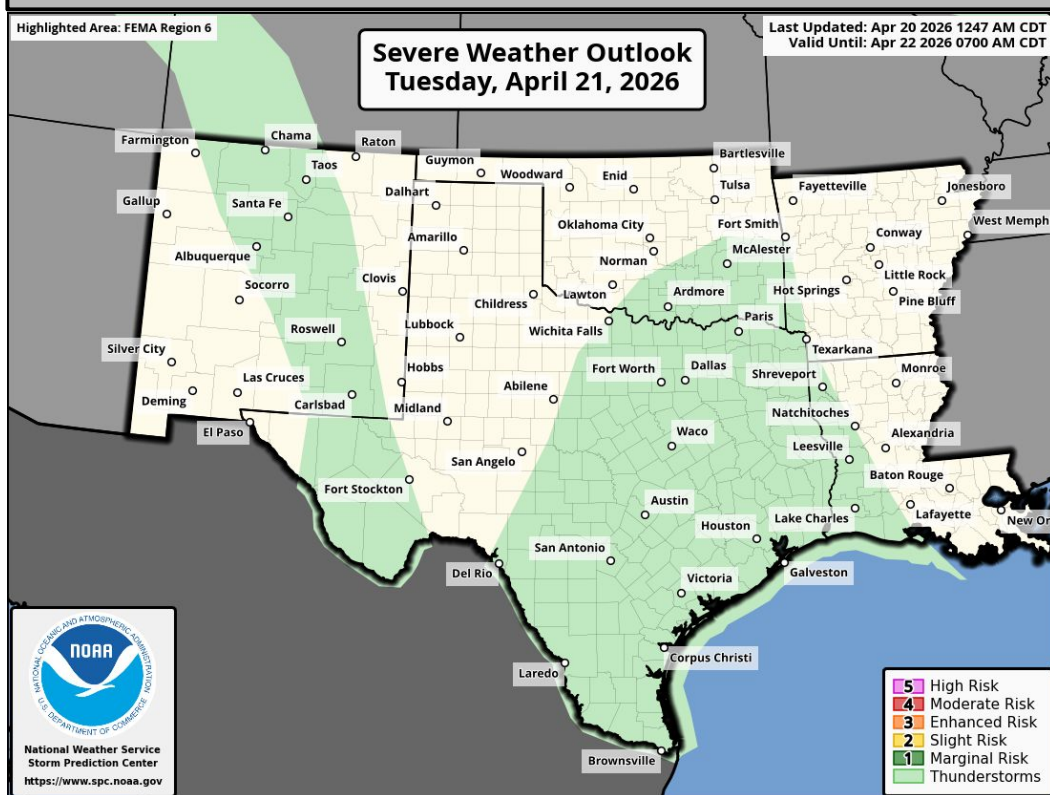 Highlighted Area: FEMA Region 6
Last Updated: Apr 20 2026 1247 AM CDT
Valid Until: Apr 22 2026 0700 AM CDT
Severe Weather Outlook
Tuesday, April 21, 2026
Farmington
Chama
Raton
Taos
Guymon
Woodward
Enid
Bartlesville
Tulsa
Fayetteville
Jonesboro
Gallup
Santa Fe
Dalhart
Oklahoma City
Fort Smith
Conway
West Memph
Albuquerque
Amarillo
Norman
McAlester
Little Rock
Socorro
Clovis
Childress
Lawton
Ardmore
Hot Springs
Pine Bluff
Roswell
Lubbock
Wichita Falls
Paris
Texarkana
Silver City
Las Cruces
Hobbs
Abilene
Fort Worth
Dallas
Shreveport
Monroe
Deming
Carlsbad
Midland
Natchitoches
El Paso
San Angelo
Waco
Leesville
Alexandria
Fort Stockton
Austin
Houston
Lake Charles
Baton Rouge
Lafayette
New Or
Del Rio
San Antonio
Victoria
Galveston
Laredo
Corpus Christi
Brownsville
NATIONAL OCEANIC AND ATMOSPHERIC ADMINISTRATION
NOAA
U.S. DEPARTMENT OF COMMERCE
National Weather Service
Storm Prediction Center
https://www.spc.noaa.gov
5 High Risk
4 Moderate Risk
3 Enhanced Risk
2 Slight Risk
1 Marginal Risk
Thunderstorms